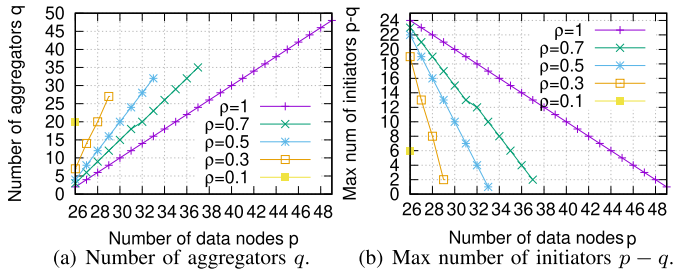 Number of aggregators q
50
45
40
35
30
25
20
15
10
5
0
26 28 30 32 34 36 38 40 42 44 46 48
Number of data nodes p
ρ=1
ρ=0.7
ρ=0.5
ρ=0.3
ρ=0.1
(a) Number of aggregators q.
Max num of initiators p-q
24
22
20
18
16
14
12
10
8
6
4
2
0
26 28 30 32 34 36 38 40 42 44 46 48
Number of data nodes p
ρ=1
ρ=0.7
ρ=0.5
ρ=0.3
ρ=0.1
(b) Max number of initiators p − q.